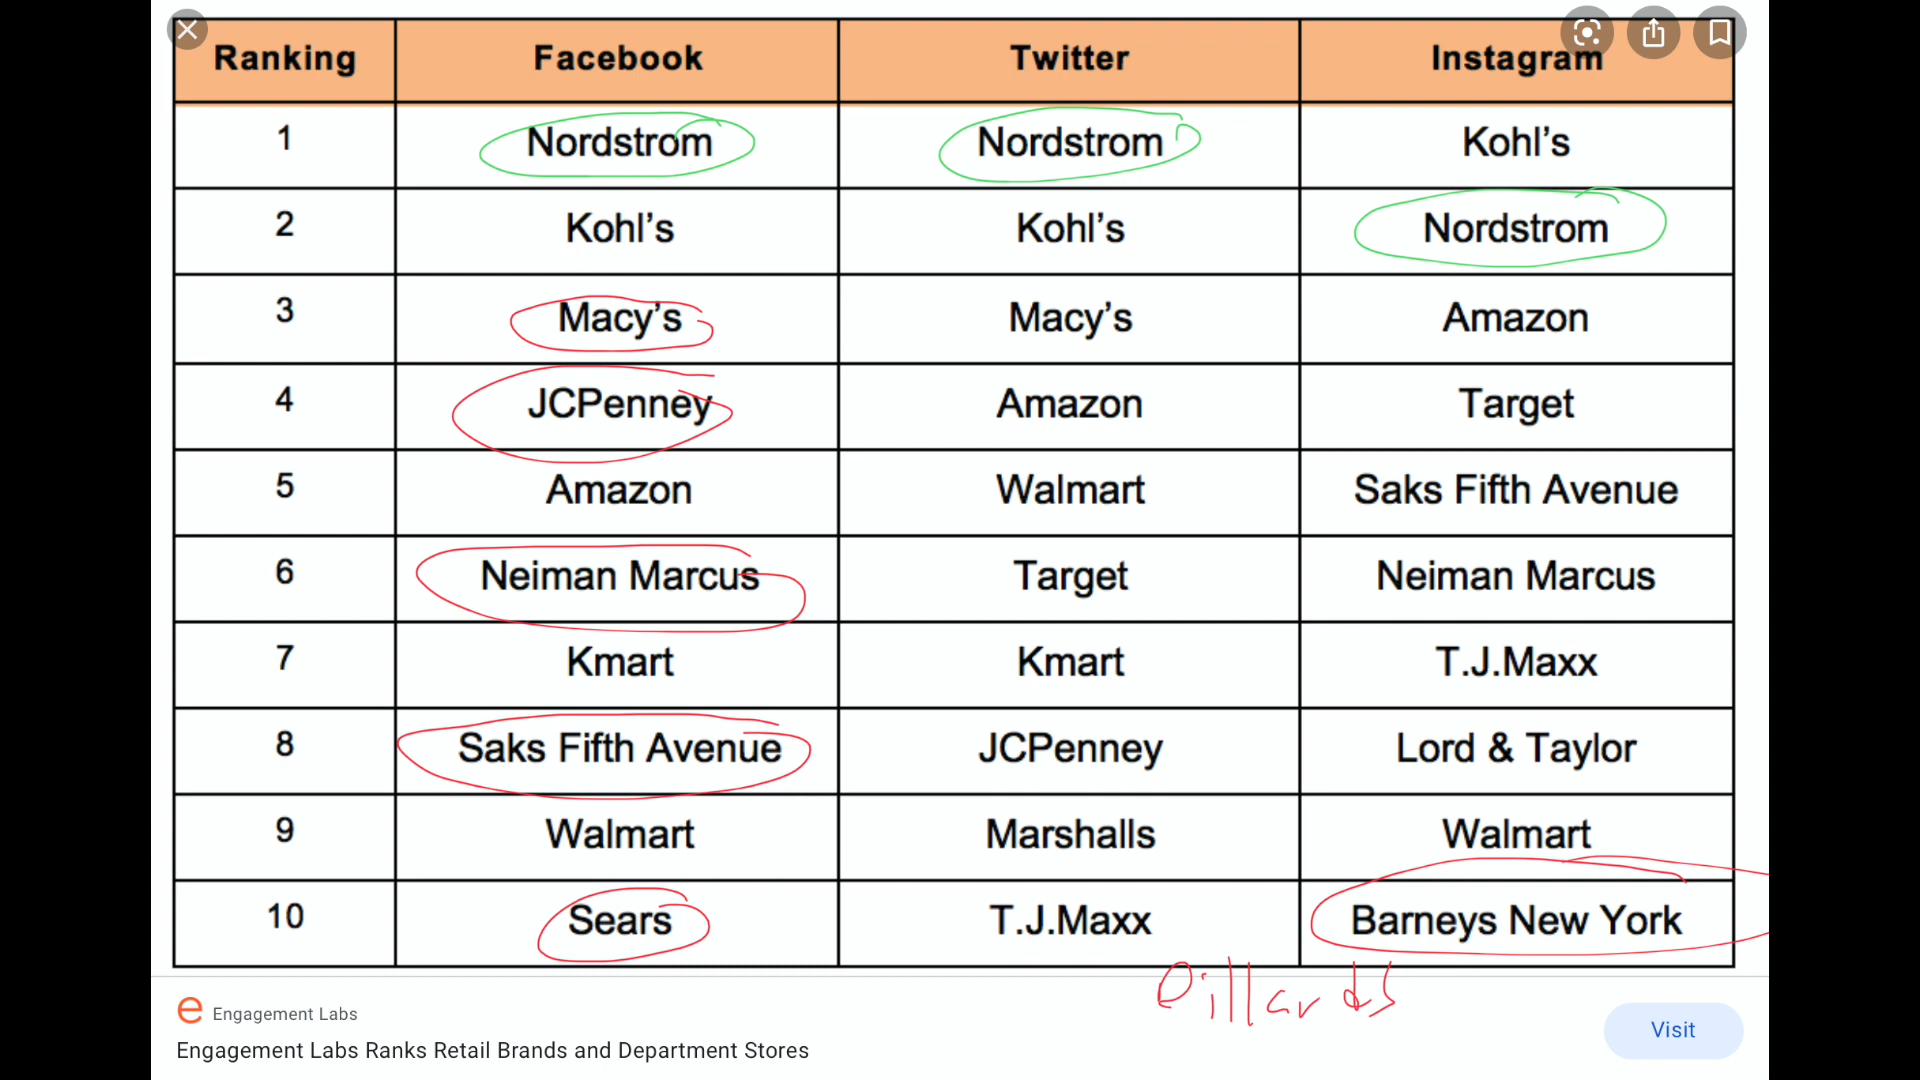 Ranking Facebook Twitter Instagram
1 Nordstrom Nordstrom Kohl’s
2 Kohl’s Kohl’s Nordstrom
3 Macy’s Macy’s Amazon
4 JCPenney Amazon Target
5 Amazon Walmart Saks Fifth Avenue
6 Neiman Marcus Target Neiman Marcus
7 Kmart Kmart T.J.Maxx
8 Saks Fifth Avenue JCPenney Lord & Taylor
9 Walmart Marshalls Walmart
10 Sears T.J.Maxx Barneys New York
Dillards
e Engagement Labs
Engagement Labs Ranks Retail Brands and Department Stores
Visit